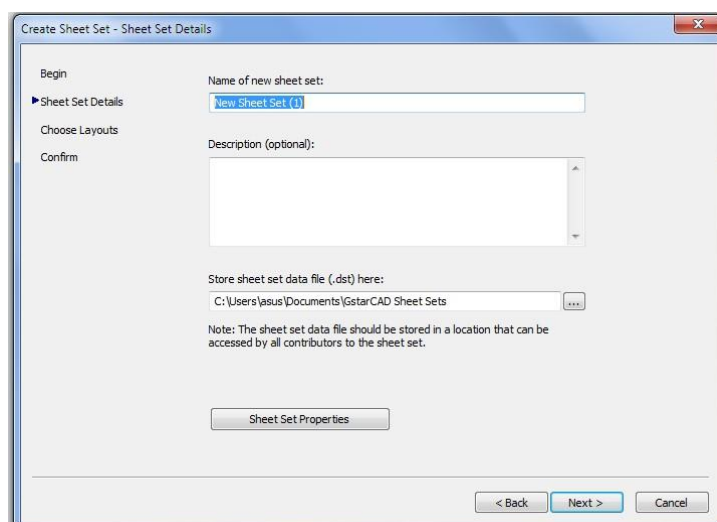 Create Sheet Set - Sheet Set Details
Begin
Sheet Set Details
Choose Layouts
Confirm
Name of new sheet set:
New Sheet Set (1)
Description (optional):
Store sheet set data file (.dst) here:
C:\Users\asus\Documents\GstarCAD Sheet Sets
...
Note: The sheet set data file should be stored in a location that can be
accessed by all contributors to the sheet set.
Sheet Set Properties
< Back
Next >
Cancel